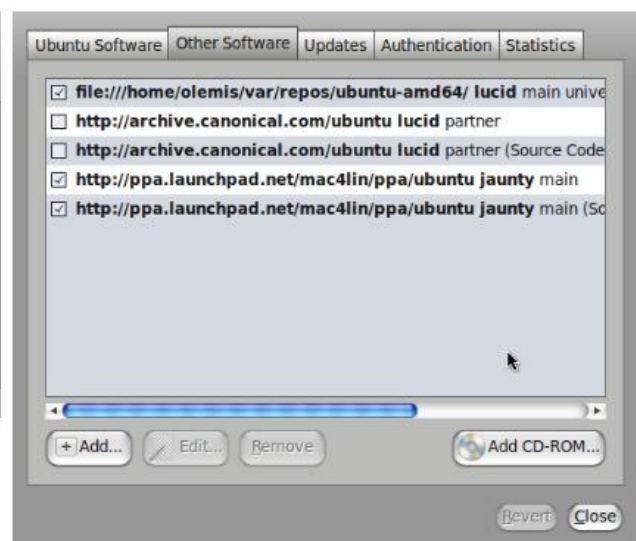 Ubuntu Software Other Software Updates Authentication Statistics
file:///home/olemis/var/repos/ubuntu-amd64/ lucid main unive
http://archive.canonical.com/ubuntu lucid partner
http://archive.canonical.com/ubuntu lucid partner (Source Code
http://ppa.launchpad.net/mac4lin/ppa/ubuntu jaunty main
http://ppa.launchpad.net/mac4lin/ppa/ubuntu jaunty main (So
+ Add... Edit... Remove Add CD-ROM...
Revert Close